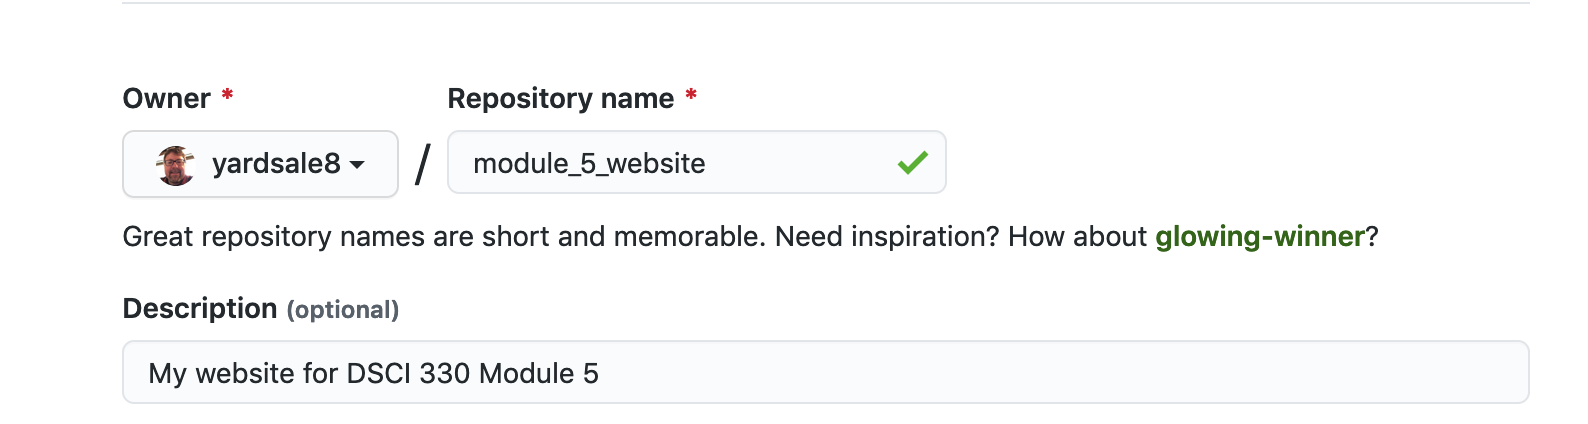 Owner *
Repository name *
yardsale8 / module_5_website
Great repository names are short and memorable. Need inspiration? How about glowing-winner?
Description (optional)
My website for DSCI 330 Module 5